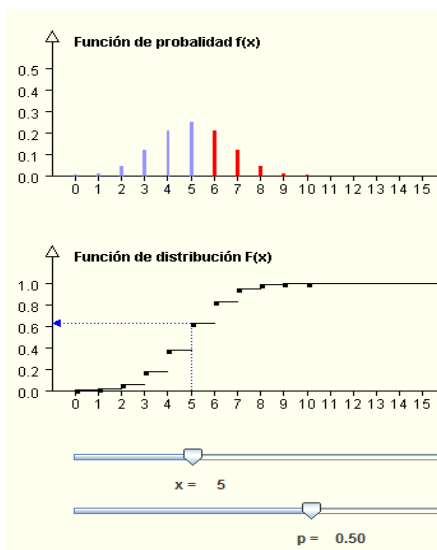 Función de probalidad f(x)
0.5
0.4
0.3
0.2
0.1
0.0
0 1 2 3 4 5 6 7 8 9 10 11 12 13 14 15
Función de distribución F(x)
1.0
0.8
0.6
0.4
0.2
0.0
0 1 2 3 4 5 6 7 8 9 10 11 12 13 14 15
x = 5
p = 0.50